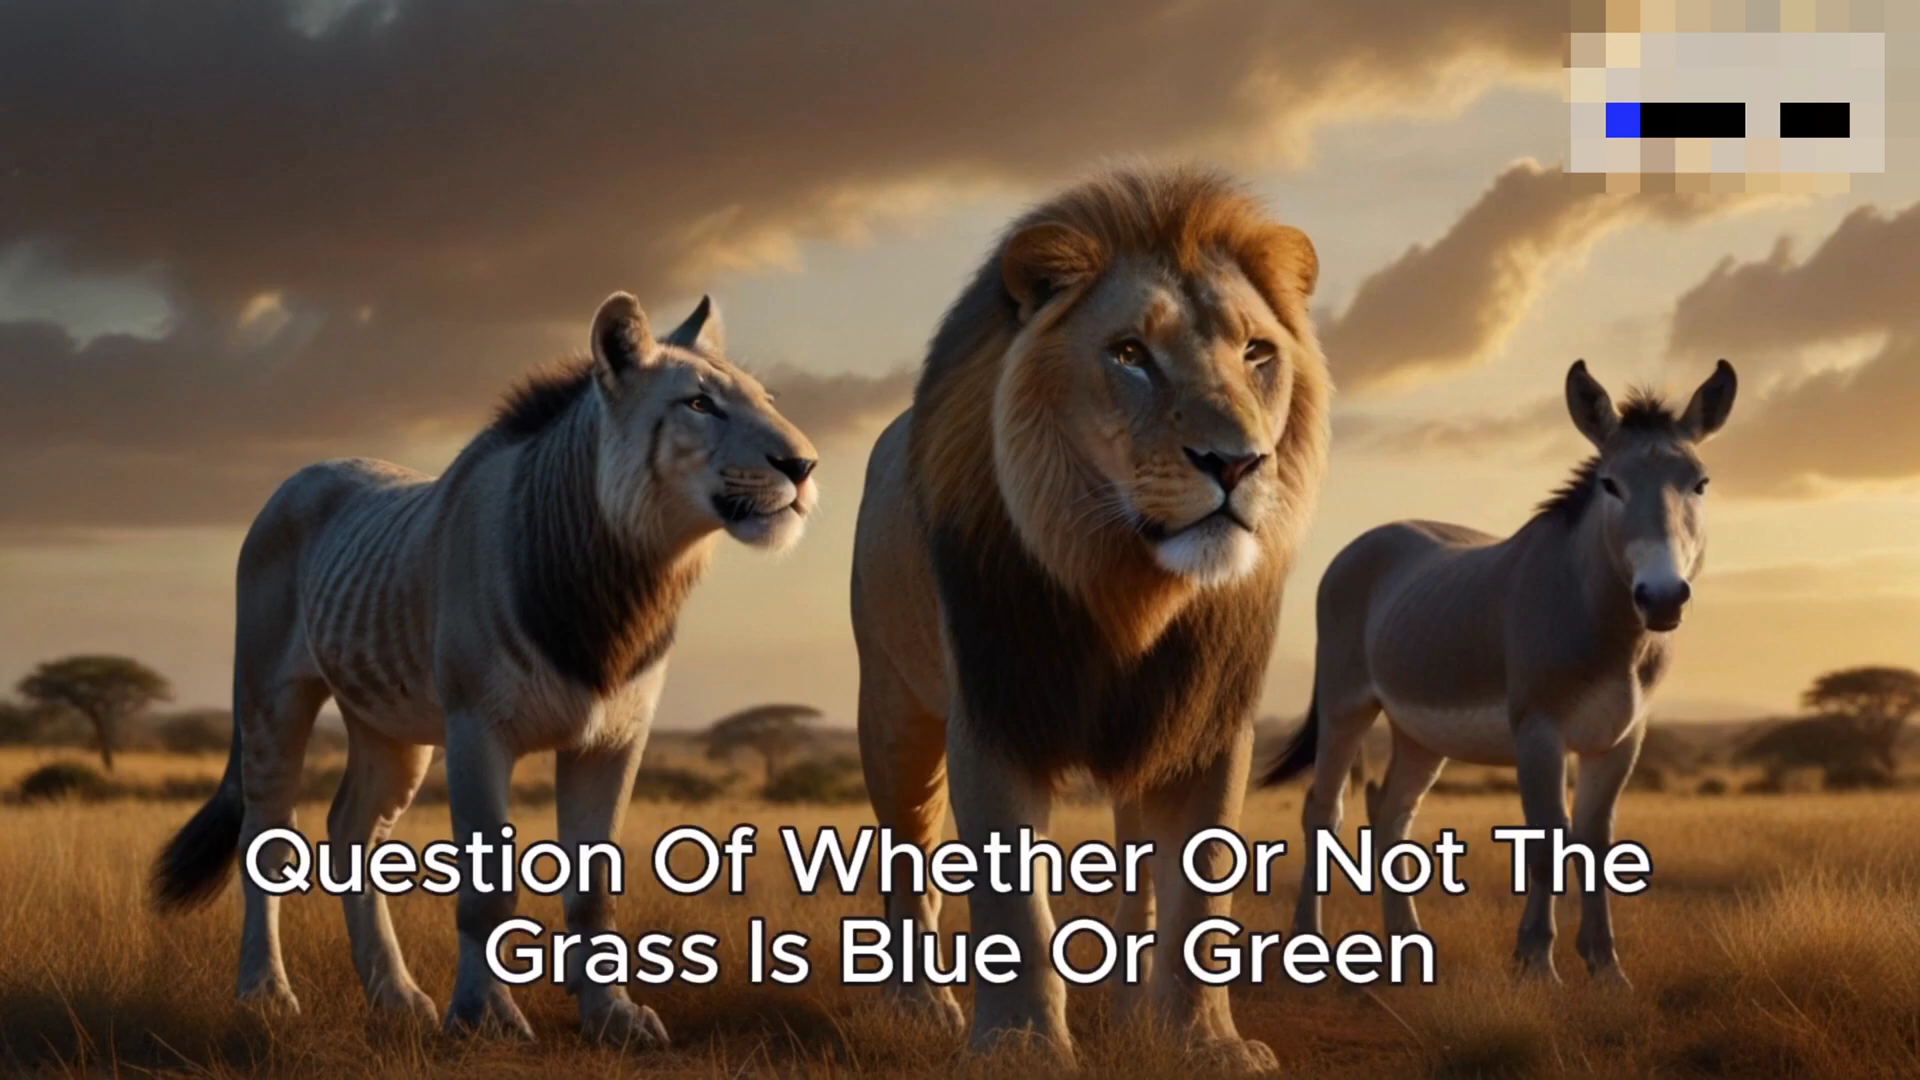 Question Of Whether Or Not The
Grass Is Blue Or Green